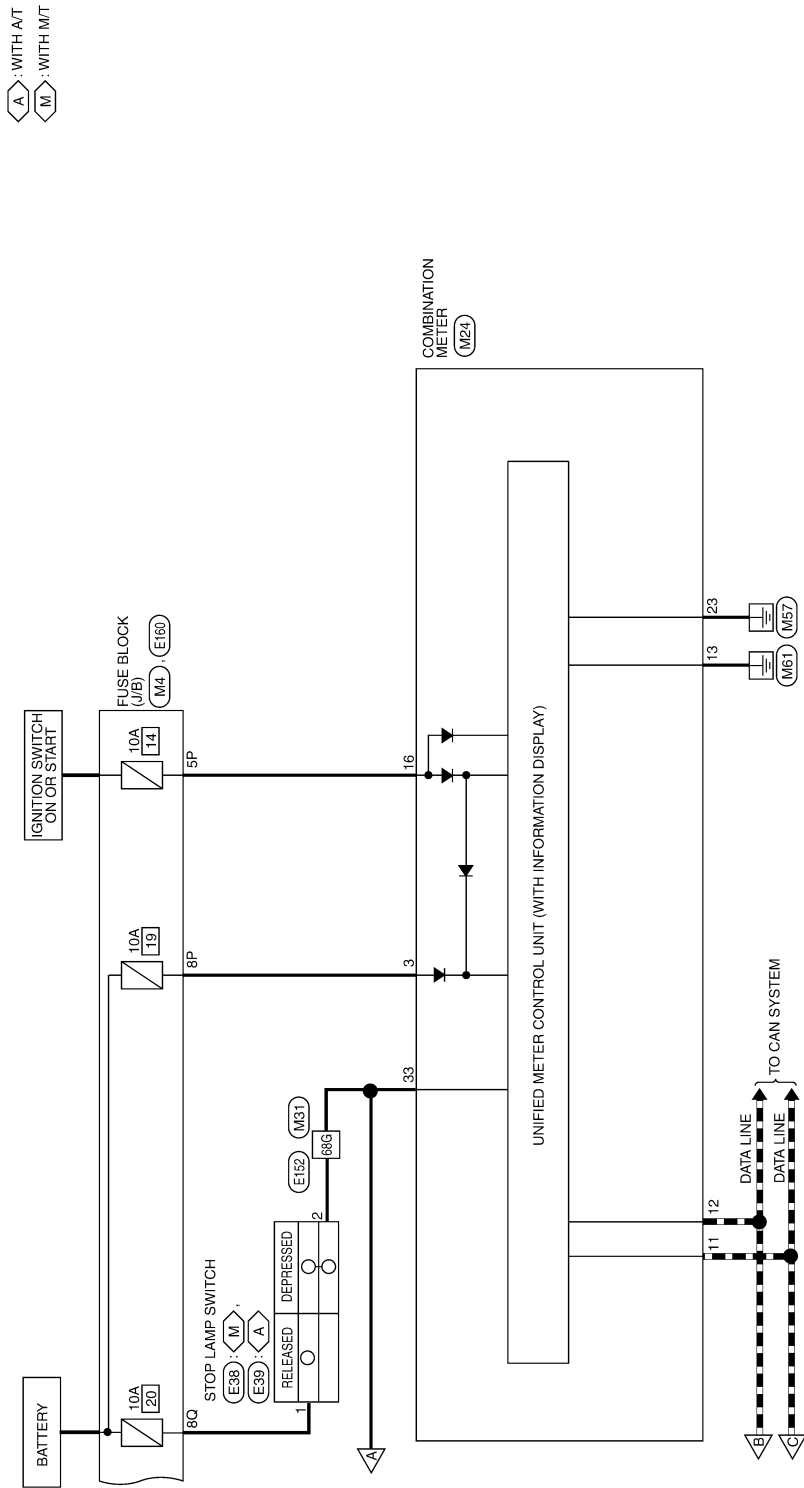 A : WITH A/T
M : WITH M/T
BATTERY
IGNITION SWITCH
ON OR START
10A
20
10A
19
10A
14
FUSE BLOCK
(J/B)
M4 , E160
8Q
8P
5P
STOP LAMP SWITCH
E38 : M ,
E39 : A
RELEASED
DEPRESSED
1
2
E152
M31
68G
A
33
3
16
COMBINATION
METER
M24
UNIFIED METER CONTROL UNIT (WITH INFORMATION DISPLAY)
11
12
13
23
M61
M57
DATA LINE
DATA LINE
TO CAN SYSTEM
B
C